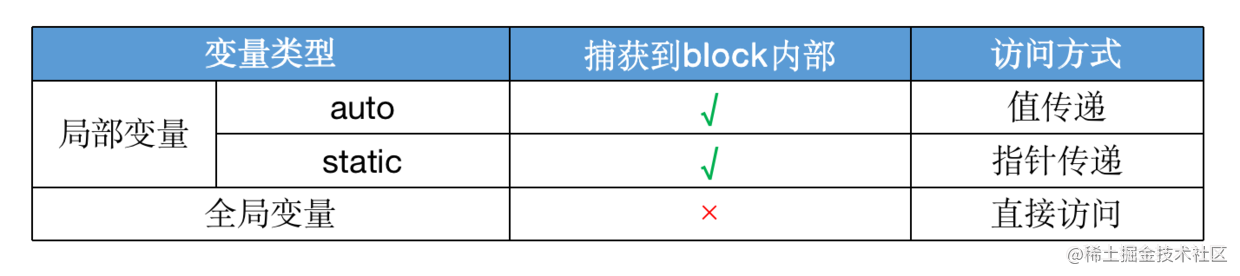 变量类型 捕获到block内部 访问方式
局部变量 auto √ 值传递
static √ 指针传递
全局变量 × 直接访问
@稀土掘金技术社区